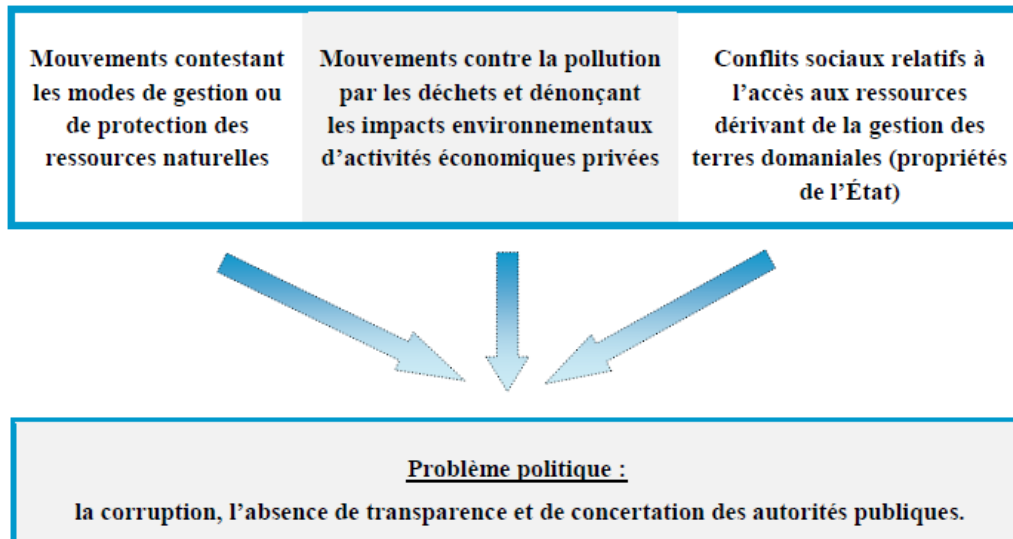 Mouvements contestant
les modes de gestion ou
de protection des
ressources naturelles
Mouvements contre la pollution
par les déchets et dénonçant
les impacts environnementaux
d’activités économiques privées
Conflits sociaux relatifs à
l’accès aux ressources
dérivant de la gestion des
terres domaniales (propriétés
de l’État)
Problème politique :
la corruption, l’absence de transparence et de concertation des autorités publiques.